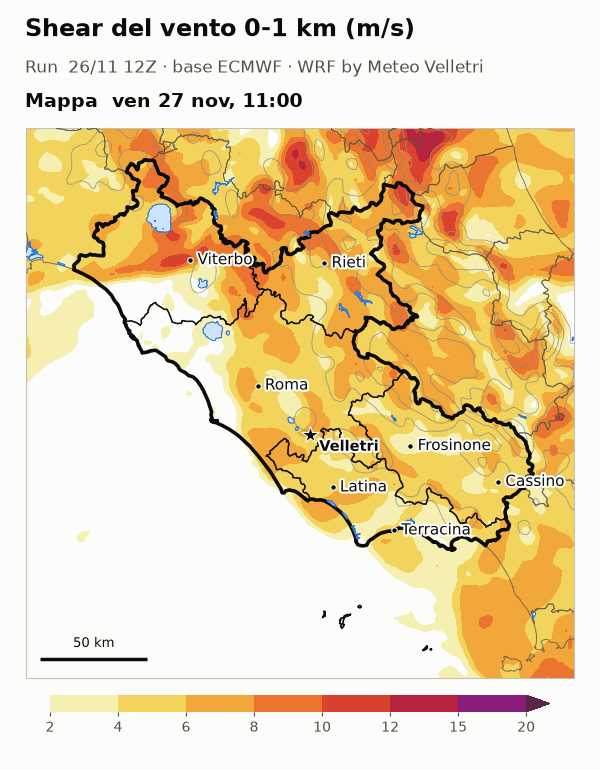 Shear del vento 0-1 km (m/s)
Run  26/11 12Z · base ECMWF · WRF by Meteo Velletri
Mappa  ven 27 nov, 11:00
Viterbo
Rieti
Roma
Velletri
Frosinone
Latina
Cassino
Terracina
50 km
2 4 6 8 10 12 15 20